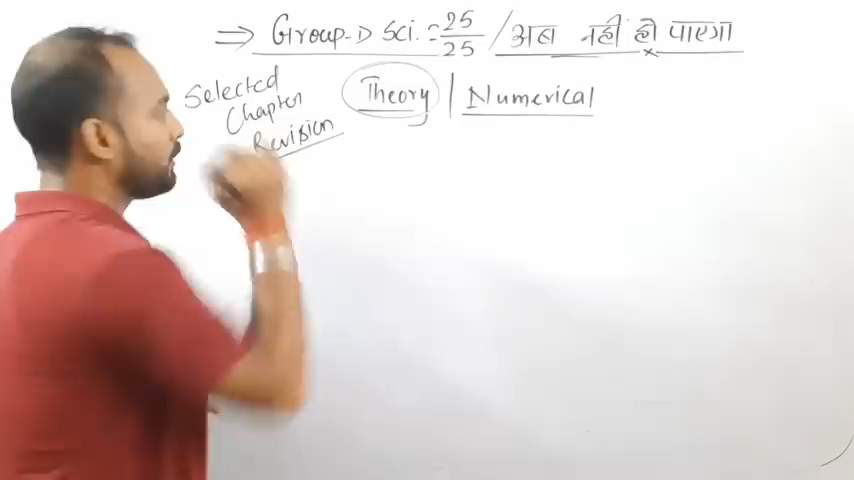 ⇒ Group-D Sci. = 25/25 / अब नहीं हो पाएगा
Selected
Chapter
Revision
Theory | Numerical